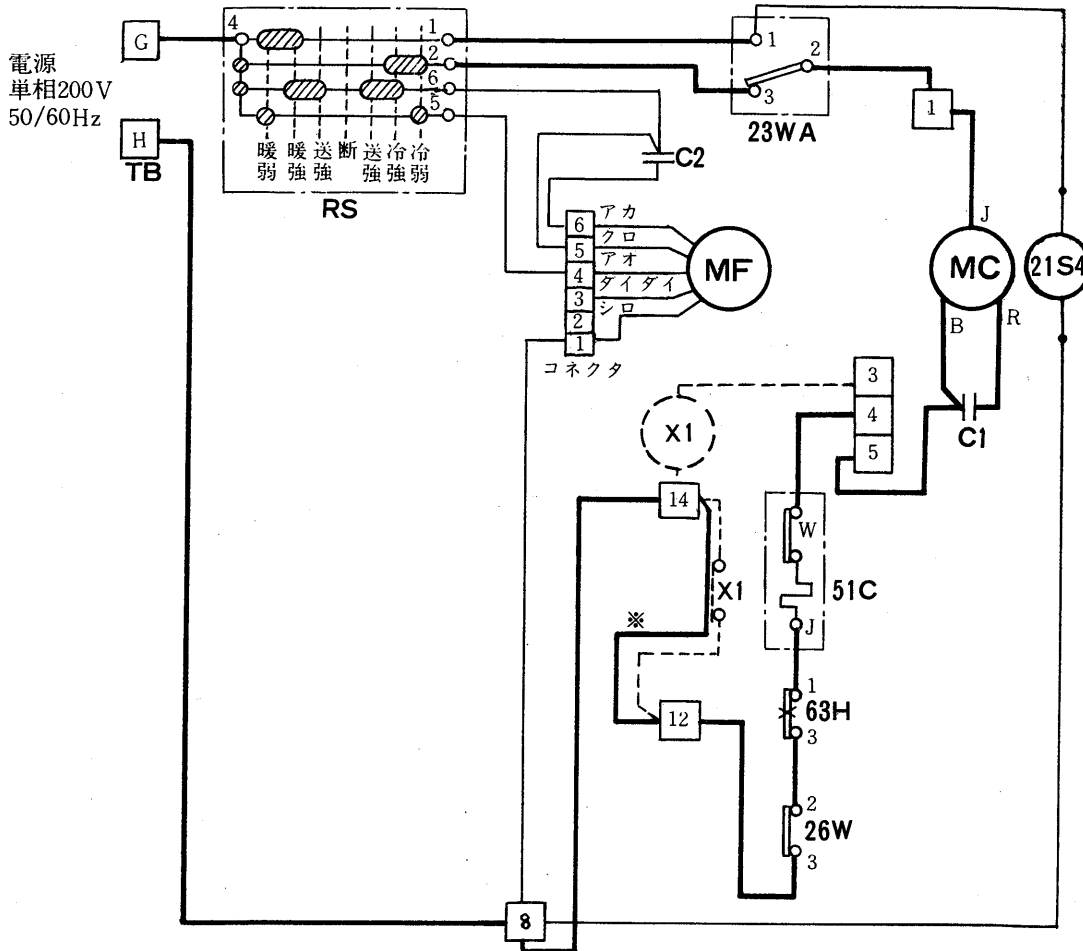 電源
単相200V
50/60Hz
G
H
TB
4
1
2
6
5
暖弱
暖強
送強
断
送強
冷強
冷弱
RS
1
2
3
23WA
1
C2
6
5
4
3
2
1
アカ
クロ
アオ
ダイダイ
シロ
コネクタ
MF
J
MC
B
R
21S4
C1
3
4
5
X1
14
X1
※
12
W
J
51C
1
63H
3
2
26W
3
8